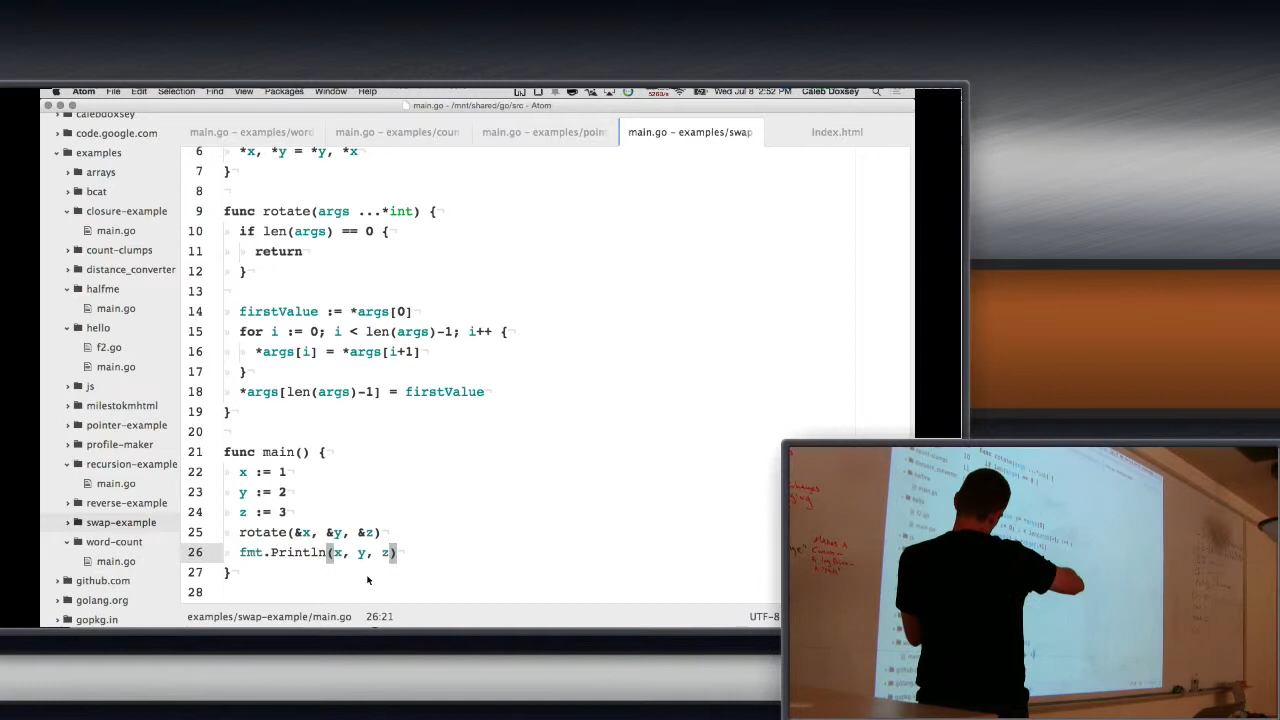 Atom File Edit View Selection Find Packages Window Help Wed Jul 8 2:52 PM Caleb Doxsey
main.go - /mnt/shared/go/src - Atom
main.go – examples/word main.go – examples/coun main.go – examples/poin main.go – examples/swap Index.html
calebdoxsey
code.google.com
examples
arrays
bcat
closure-example
main.go
count-clumps
distance_converter
halfme
main.go
hello
f2.go
main.go
js
milestokmhtml
pointer-example
profile-maker
recursion-example
main.go
reverse-example
swap-example
word-count
main.go
github.com
golang.org
gopkg.in
6 *x, *y = *y, *x
7 }
8
9 func rotate(args ...*int) {
10 if len(args) == 0 {
11 return
12 }
13
14 firstValue := *args[0]
15 for i := 0; i < len(args)-1; i++ {
16 *args[i] = *args[i+1]
17 }
18 *args[len(args)-1] = firstValue
19 }
20
21 func main() {
22 x := 1
23 y := 2
24 z := 3
25 rotate(&x, &y, &z)
26 fmt.Println(x, y, z)
27 }
28
examples/swap-example/main.go 26:21 UTF-8